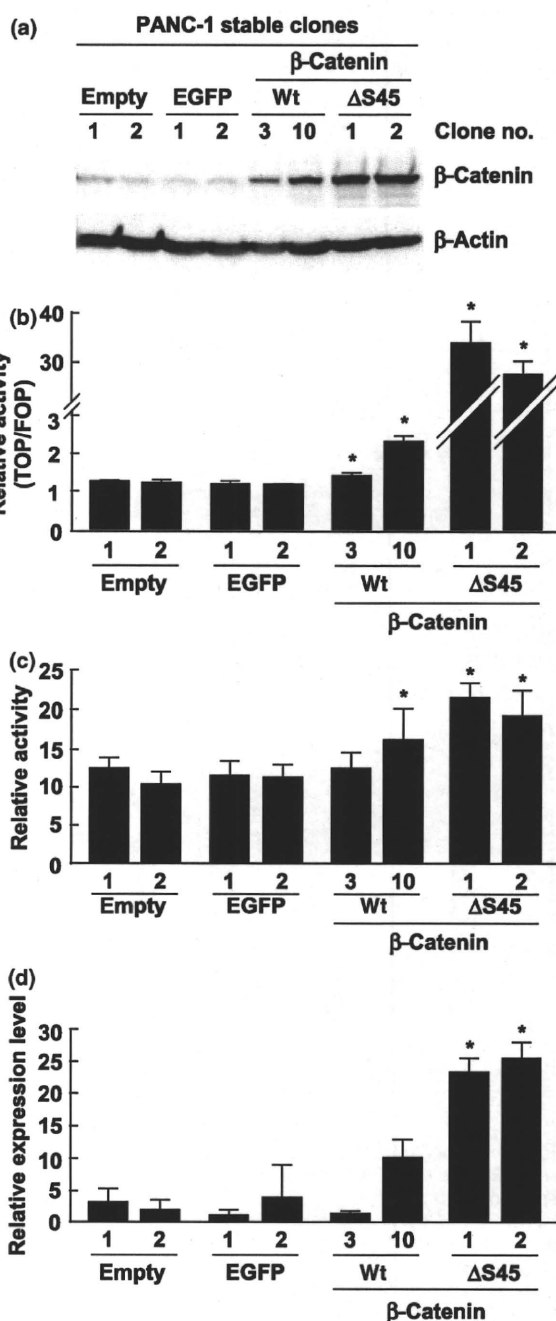 (a)
PANC-1 stable clones
β-Catenin
Empty EGFP Wt ΔS45
1 2 1 2 3 10 1 2 Clone no.
β-Catenin
β-Actin
(b)
Relative activity
(TOP/FOP)
40
30
3
2
1
0
* * * *
1 2 1 2 3 10 1 2
Empty EGFP Wt ΔS45
β-Catenin
(c)
Relative activity
25
20
15
10
5
0
* * *
1 2 1 2 3 10 1 2
Empty EGFP Wt ΔS45
β-Catenin
(d)
Relative expression level
30
25
20
15
10
5
0
* *
1 2 1 2 3 10 1 2
Empty EGFP Wt ΔS45
β-Catenin